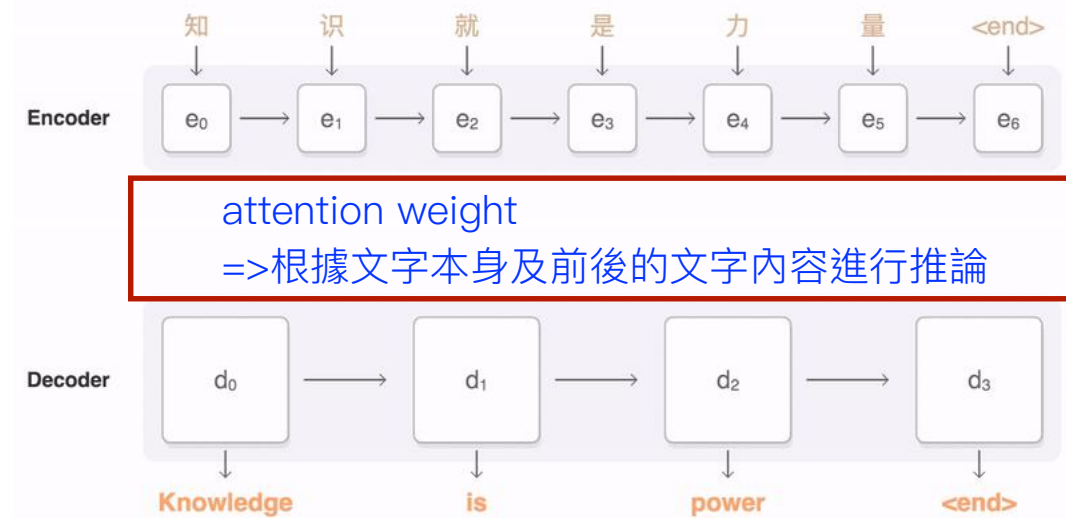 知 识 就 是 力 量 <end>
Encoder e₀ e₁ e₂ e₃ e₄ e₅ e₆
attention weight
=>根據文字本身及前後的文字內容進行推論
Decoder d₀ d₁ d₂ d₃
Knowledge is power <end>